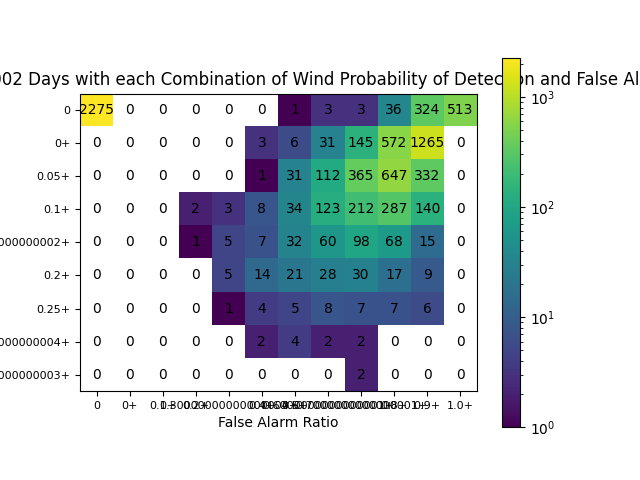 002 Days with each Combination of Wind Probability of Detection and False Al
0 2275 0 0 0 0 0 1 3 3 36 324 513
0+ 0 0 0 0 0 3 6 31 145 572 1265 0
0.05+ 0 0 0 0 0 1 31 112 365 647 332 0
0.1+ 0 0 0 2 3 8 34 123 212 287 140 0
000000002+ 0 0 0 1 5 7 32 60 98 68 15 0
0.2+ 0 0 0 0 5 14 21 28 30 17 9 0
0.25+ 0 0 0 0 1 4 5 8 7 7 6 0
000000004+ 0 0 0 0 0 2 4 2 2 0 0 0
000000003+ 0 0 0 0 0 0 0 0 2 0 0 0
0 0+ 0.9+ 1.0+
False Alarm Ratio
10³
10²
10¹
10⁰